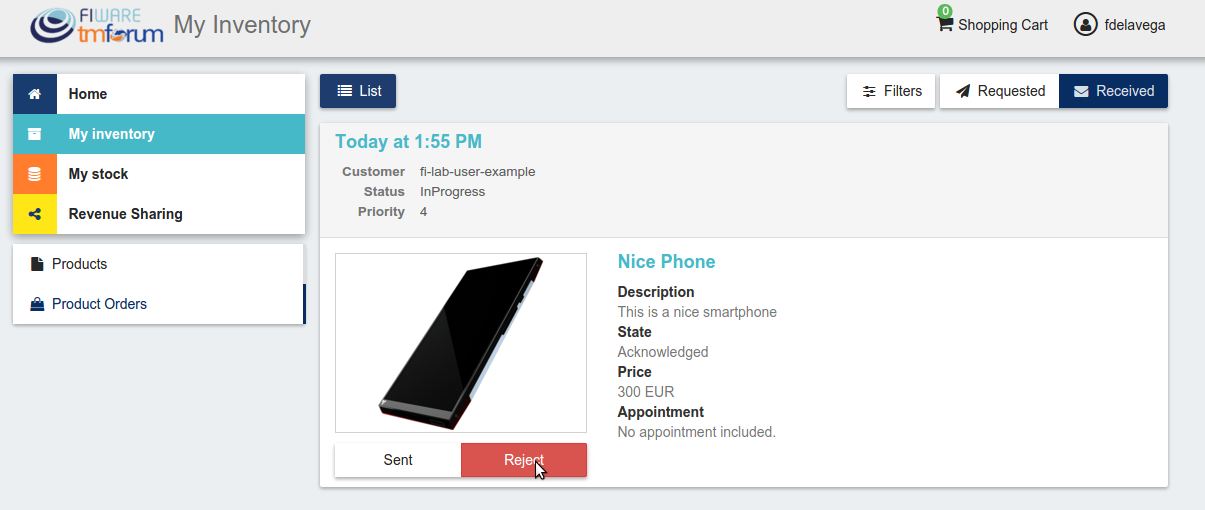 FIWARE
tmforum
My Inventory
0
Shopping Cart
fdelavega
Home
My inventory
My stock
Revenue Sharing
Products
Product Orders
List
Filters
Requested
Received
Today at 1:55 PM
Customer fi-lab-user-example
Status InProgress
Priority 4
Nice Phone
Description
This is a nice smartphone
State
Acknowledged
Price
300 EUR
Appointment
No appointment included.
Sent
Reject